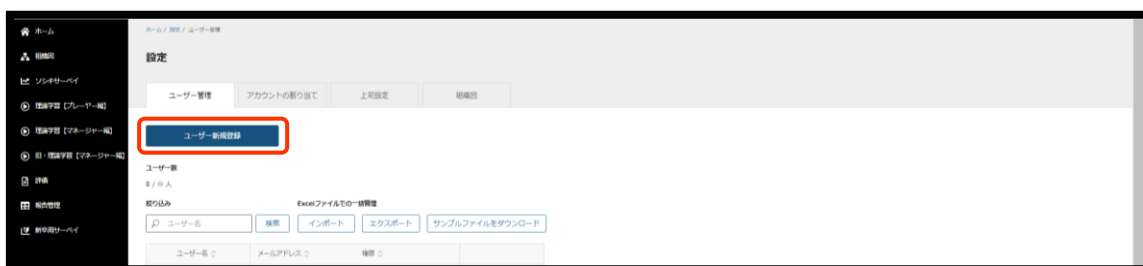 ホーム
組織図
ソシキサーベイ
理論学習【プレーヤー編】
理論学習【マネージャー編】
旧・理論学習【マネージャー編】
評価
報告管理
新卒用サーベイ
ホーム / 設定 / ユーザー管理
設定
ユーザー管理 アカウントの割り当て 上司設定 組織図
ユーザー新規登録
ユーザー数
8 / ∞ 人
絞り込み Excelファイルでの一括管理
ユーザー名 検索 インポート エクスポート サンプルファイルをダウンロード
ユーザー名 メールアドレス 権限